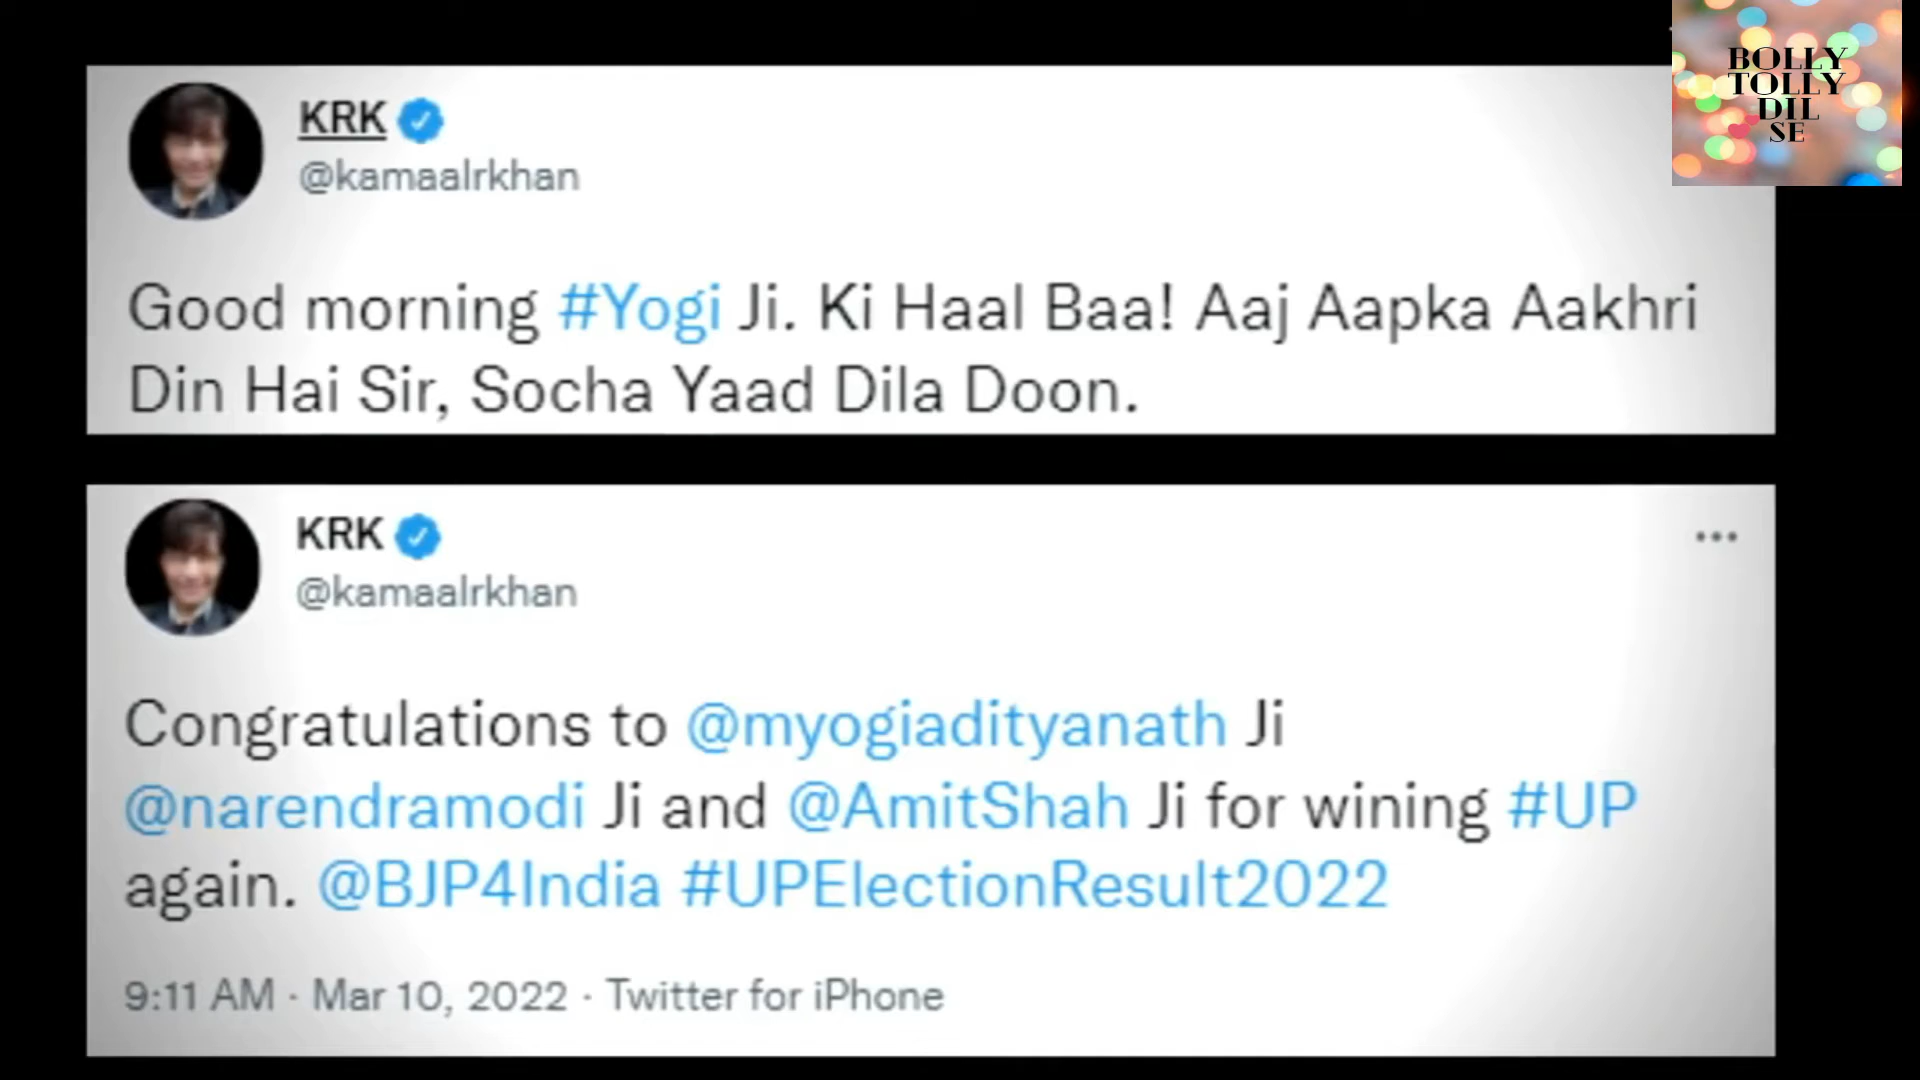 BOLLY
TOLLY
DIL
SE
KRK
@kamaalrkhan
Good morning #Yogi Ji. Ki Haal Baa! Aaj Aapka Aakhri
Din Hai Sir, Socha Yaad Dila Doon.
KRK
@kamaalrkhan
Congratulations to @myogiadityanath Ji
@narendramodi Ji and @AmitShah Ji for wining #UP
again. @BJP4India #UPElectionResult2022
9:11 AM · Mar 10, 2022 · Twitter for iPhone